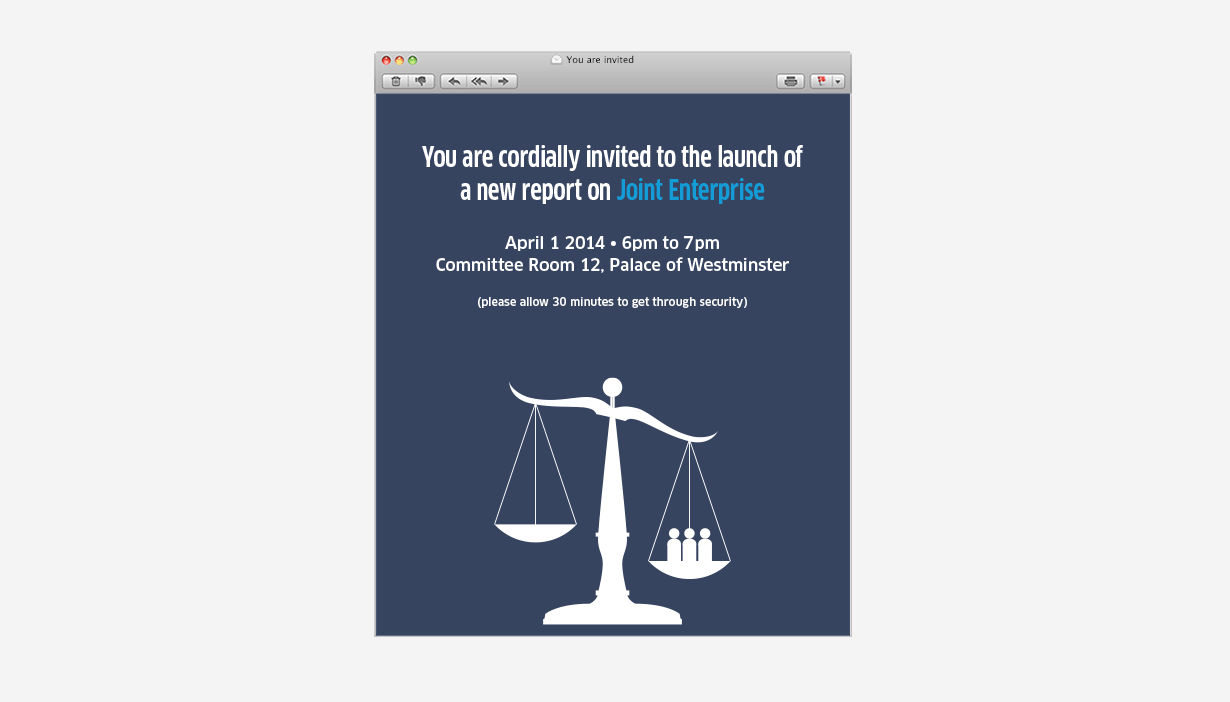 You are invited
You are cordially invited to the launch of
a new report on Joint Enterprise
April 1 2014 • 6pm to 7pm
Committee Room 12, Palace of Westminster
(please allow 30 minutes to get through security)